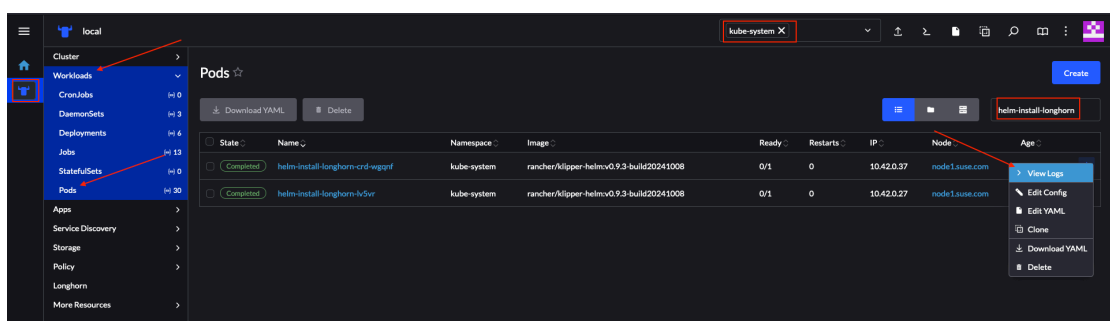 local
kube-system X
Cluster
Workloads
CronJobs 0
DaemonSets 3
Deployments 6
Jobs 13
StatefulSets 0
Pods 30
Apps
Service Discovery
Storage
Policy
Longhorn
More Resources
Pods
Create
Download YAML Delete
helm-install-longhorn
State Name Namespace Image Ready Restarts IP Node Age
Completed helm-install-longhorn-crd-wgqnf kube-system rancher/klipper-helm:v0.9.3-build20241008 0/1 0 10.42.0.37 node1.suse.com
Completed helm-install-longhorn-lv5vr kube-system rancher/klipper-helm:v0.9.3-build20241008 0/1 0 10.42.0.27 node1.suse.com
View Logs
Edit Config
Edit YAML
Clone
Download YAML
Delete